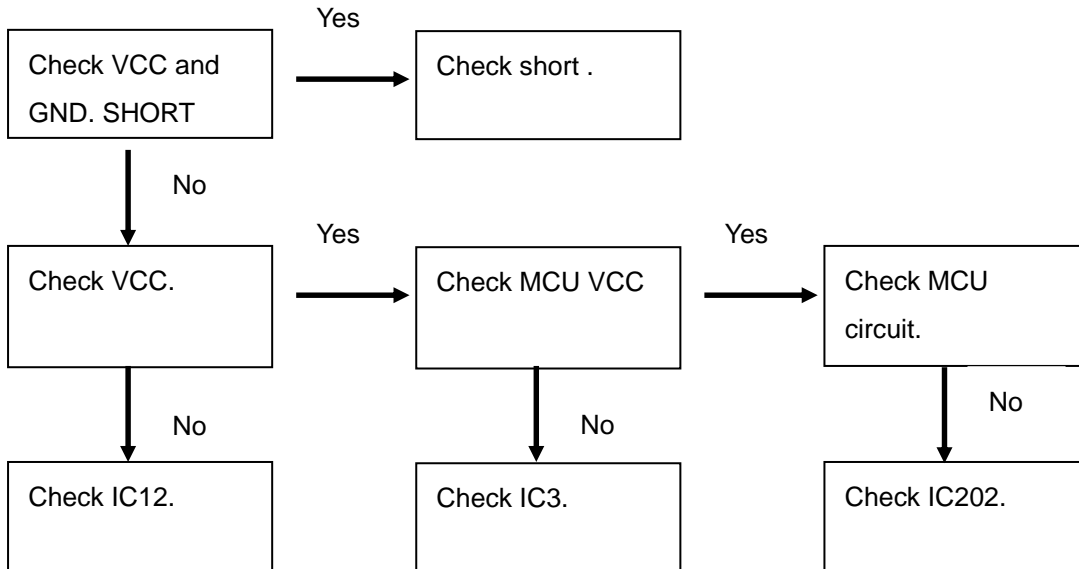 Yes
Check VCC and
GND. SHORT
Check short .
No
Yes
Yes
Check VCC.
Check MCU VCC
Check MCU
circuit.
No
No
No
Check IC12.
Check IC3.
Check IC202.